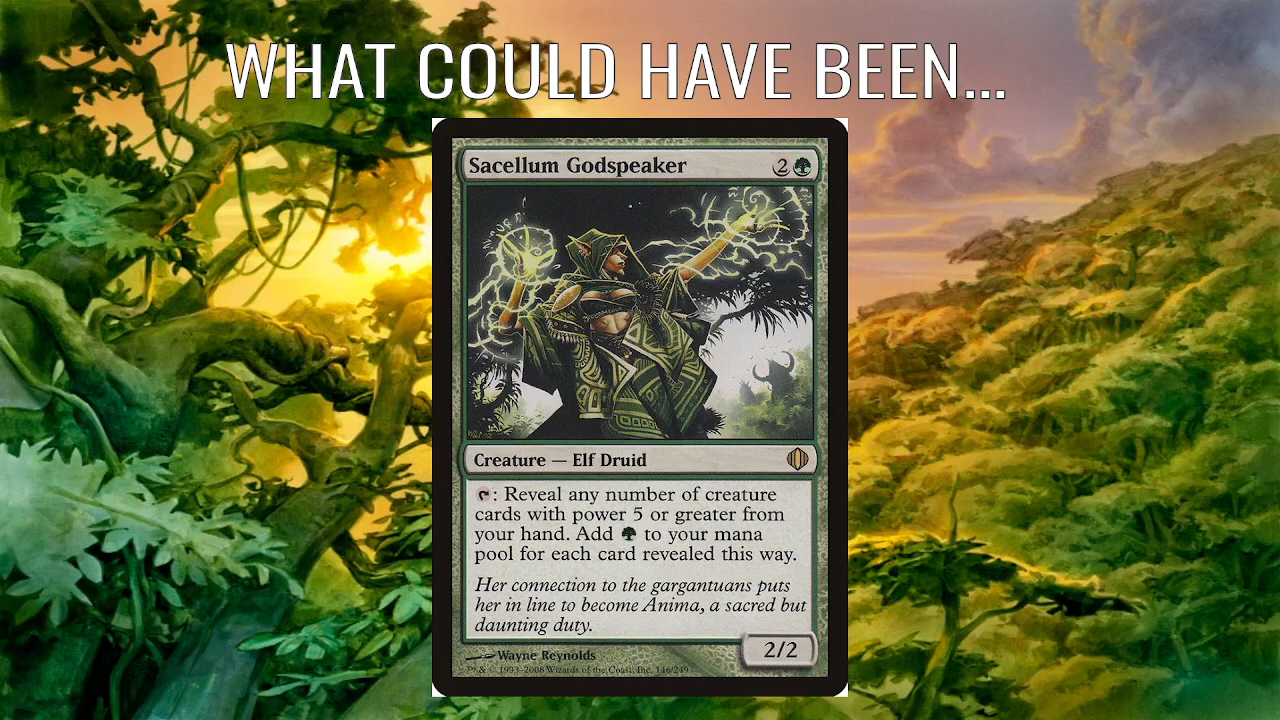 WHAT COULD HAVE BEEN...
Sacellum Godspeaker 2
Creature — Elf Druid
: Reveal any number of creature
cards with power 5 or greater from
your hand. Add to your mana
pool for each card revealed this way.
Her connection to the gargantuans puts
her in line to become Anima, a sacred but
daunting duty.
2/2
Wayne Reynolds
™ & © 1993–2008 Wizards of the Coast, Inc. 146/249